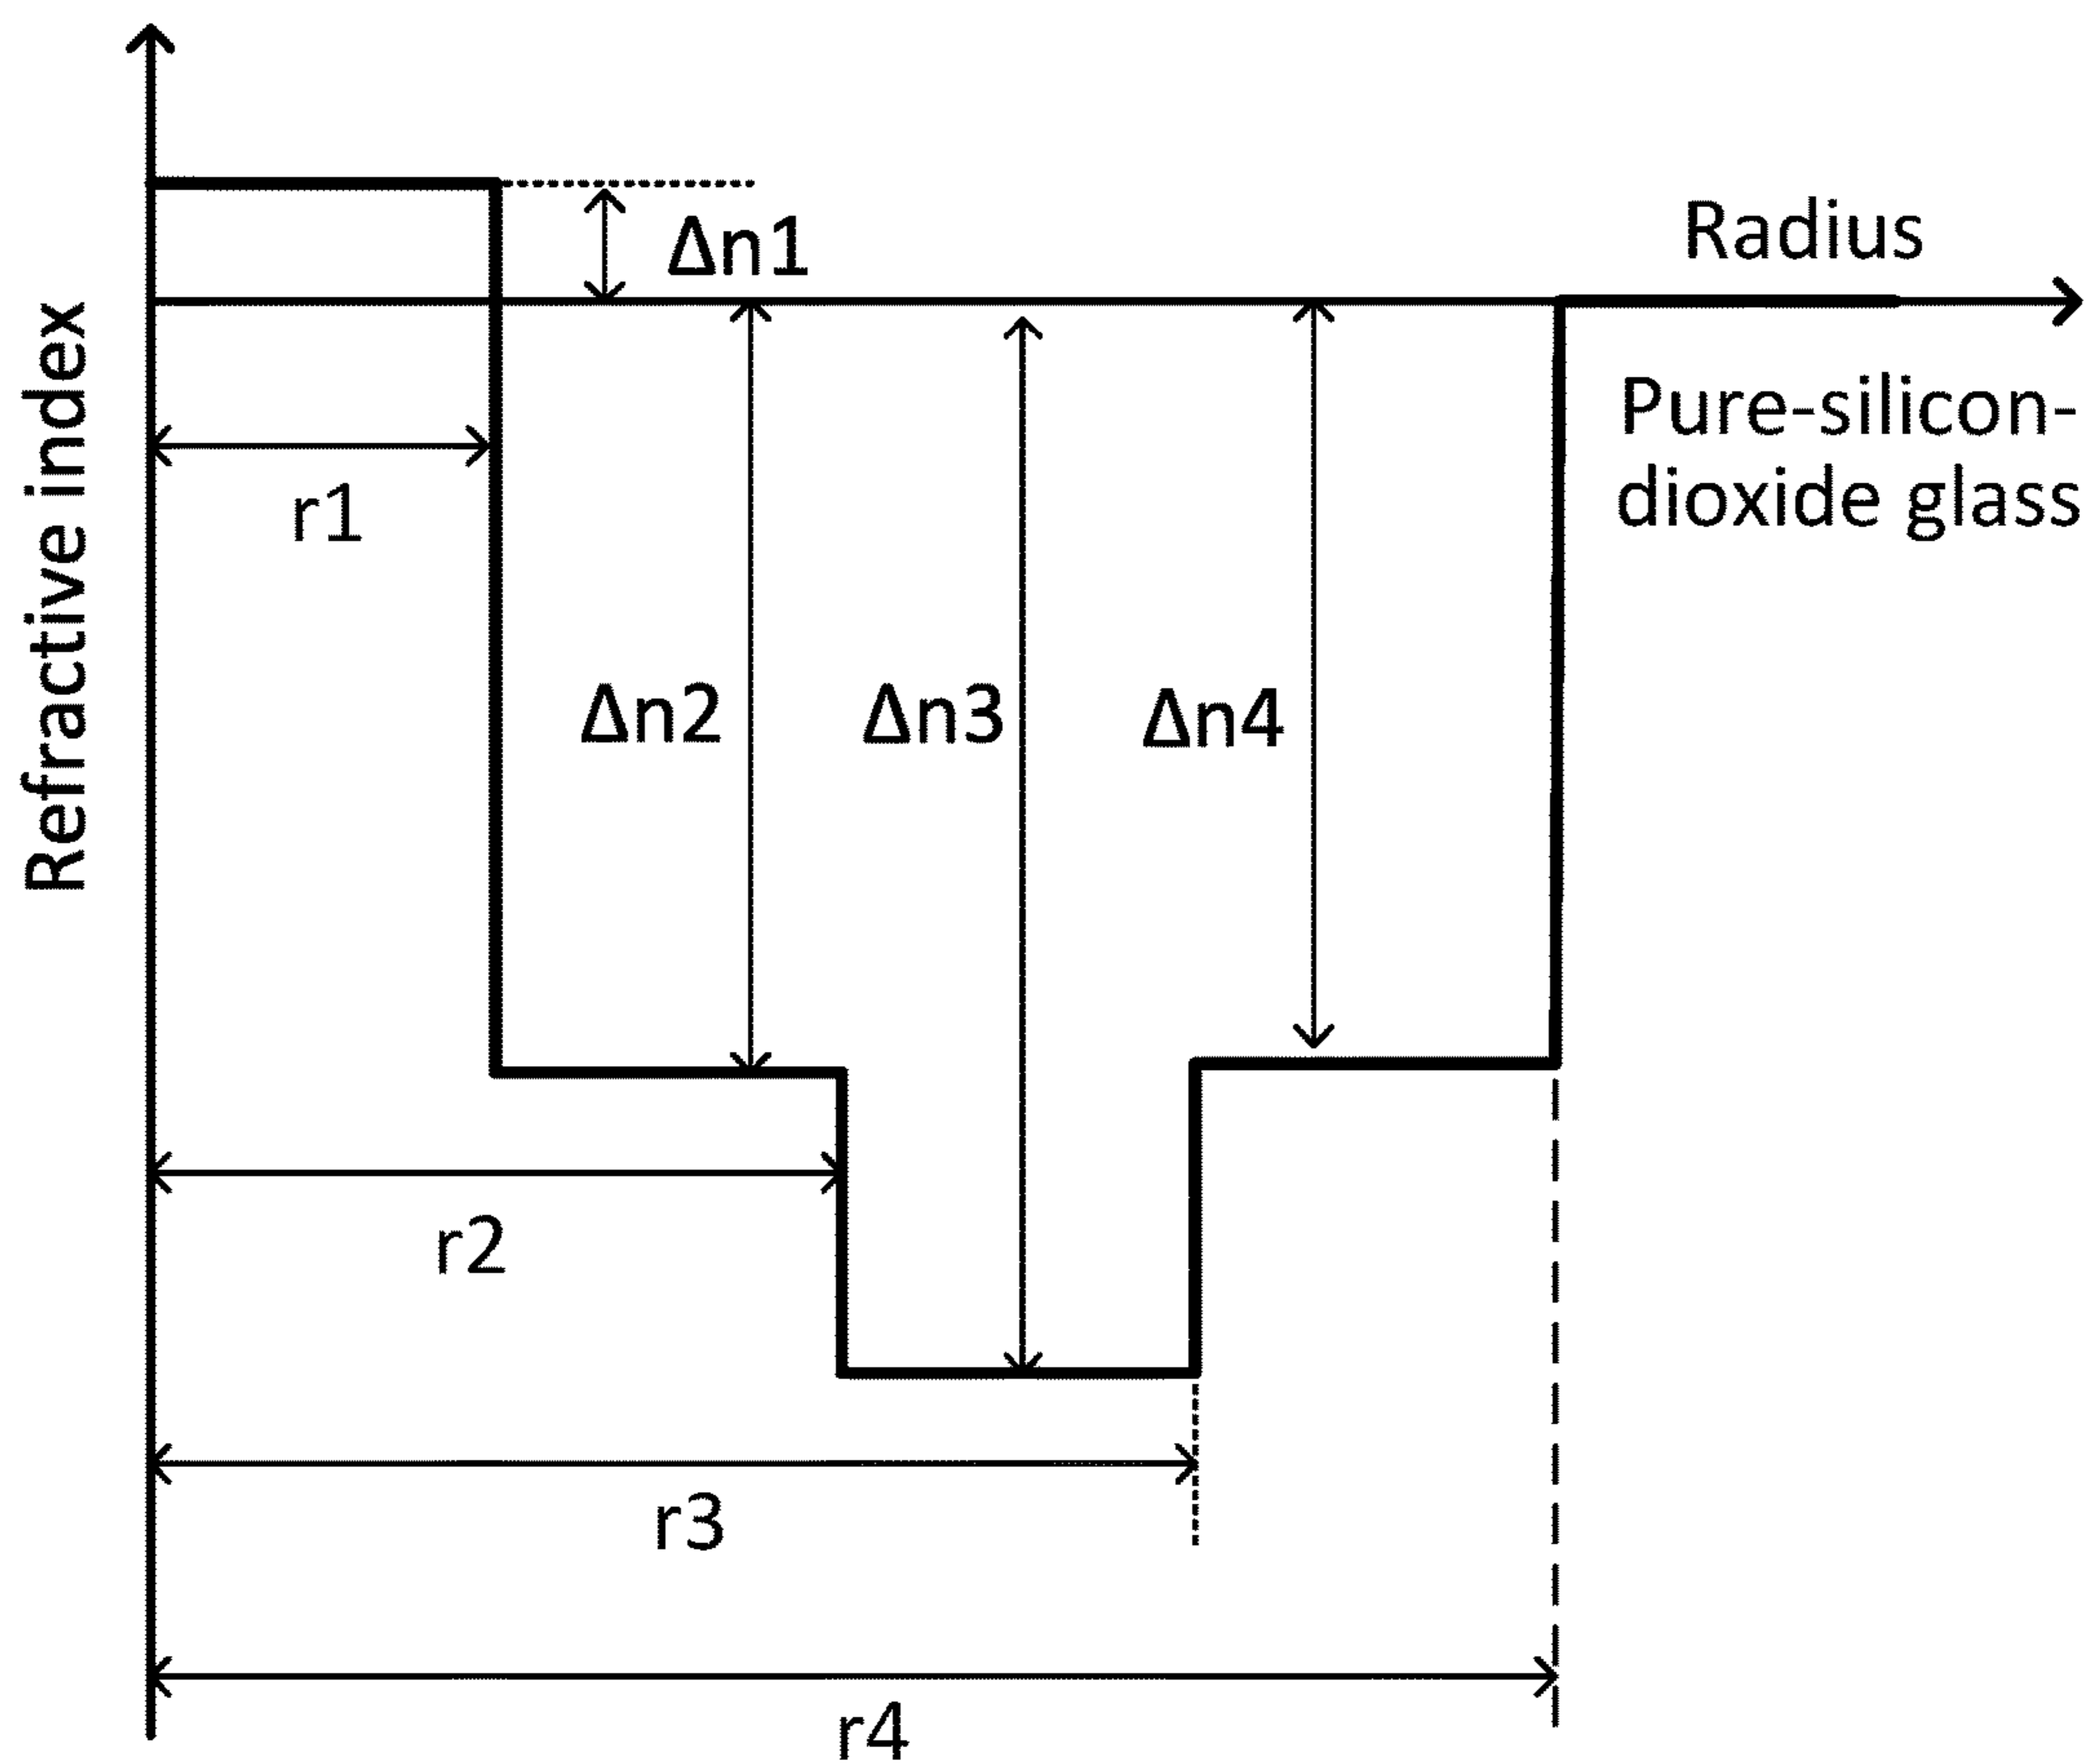 Refractive index
Δn1
Radius
Pure-silicon-
dioxide glass
r1
Δn2
Δn3
Δn4
r2
r3
r4